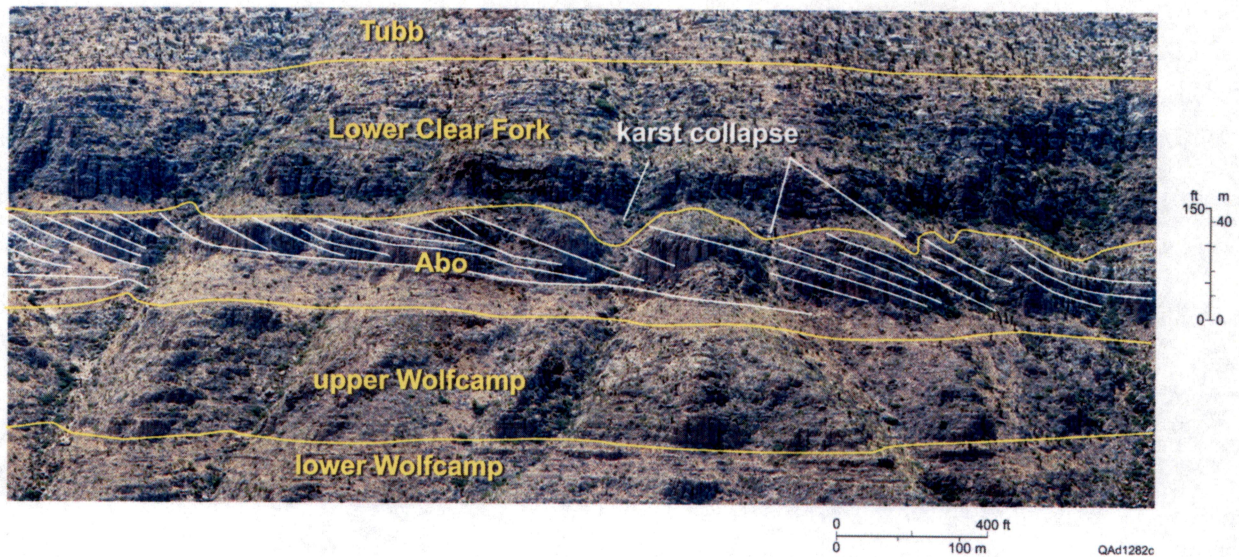 Tubb
Lower Clear Fork
karst collapse
Abo
upper Wolfcamp
lower Wolfcamp
ft m
150 40
0 0
0 400 ft
0 100 m
QAd1282c